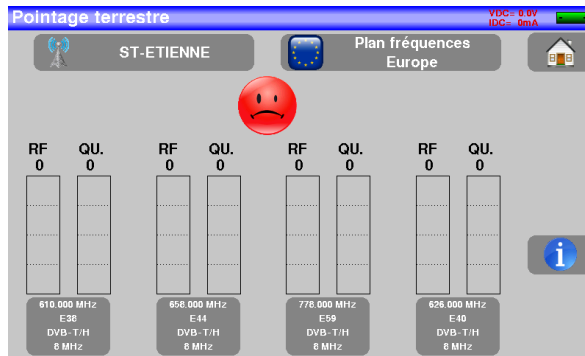 Pointage terrestre
VDC= 0.0V
IDC= 0mA
ST-ETIENNE
Plan fréquences
Europe
RF QU. RF QU. RF QU. RF QU.
0 0 0 0 0 0 0 0
610.000 MHz
E38
DVB-T/H
8 MHz
658.000 MHz
E44
DVB-T/H
8 MHz
778.000 MHz
E59
DVB-T/H
8 MHz
626.000 MHz
E40
DVB-T/H
8 MHz